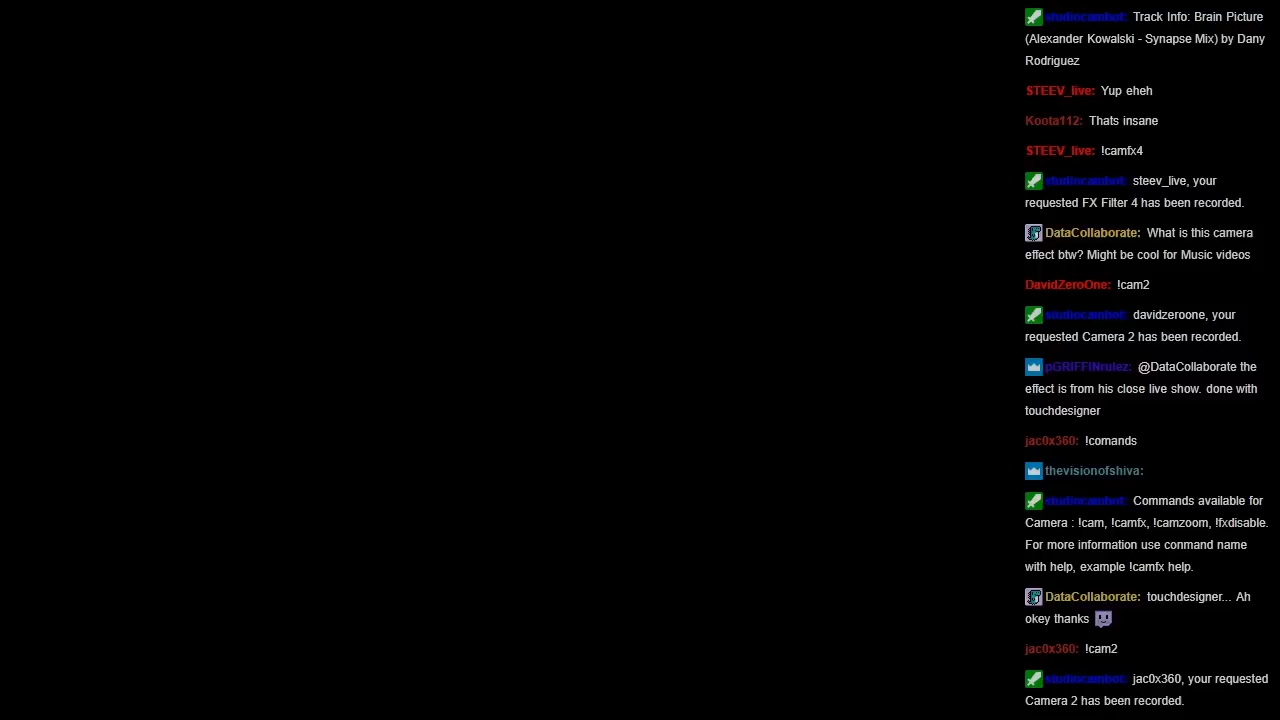 studiocambot: Track Info: Brain Picture
(Alexander Kowalski - Synapse Mix) by Dany
Rodriguez
STEEV_live: Yup eheh
Koota112: Thats insane
STEEV_live: !camfx4
studiocambot: steev_live, your
requested FX Filter 4 has been recorded.
DataCollaborate: What is this camera
effect btw? Might be cool for Music videos
DavidZeroOne: !cam2
studiocambot: davidzeroone, your
requested Camera 2 has been recorded.
pGRIFFINrulez: @DataCollaborate the
effect is from his close live show. done with
touchdesigner
jac0x360: !comands
thevisionofshiva:
studiocambot: Commands available for
Camera : !cam, !camfx, !camzoom, !fxdisable.
For more information use conmand name
with help, example !camfx help.
DataCollaborate: touchdesigner... Ah
okey thanks
jac0x360: !cam2
studiocambot: jac0x360, your requested
Camera 2 has been recorded.